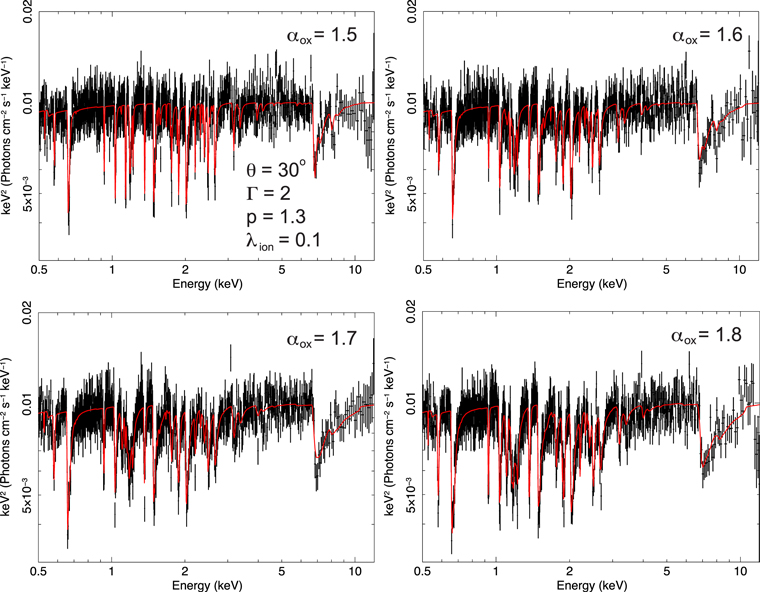 0.02
α_ox = 1.5
0.01
5×10⁻³
keV² (Photons cm⁻² s⁻¹ keV⁻¹)
θ = 30°
Γ = 2
p = 1.3
λ_ion = 0.1
0.5 1 2 5 10
Energy (keV)
0.02
α_ox = 1.6
0.01
5×10⁻³
keV² (Photons cm⁻² s⁻¹ keV⁻¹)
0.5 1 2 5 10
Energy (keV)
0.02
α_ox = 1.7
0.01
5×10⁻³
keV² (Photons cm⁻² s⁻¹ keV⁻¹)
0.5 1 2 5 10
Energy (keV)
0.02
α_ox = 1.8
0.01
5×10⁻³
keV² (Photons cm⁻² s⁻¹ keV⁻¹)
0.5 1 2 5 10
Energy (keV)